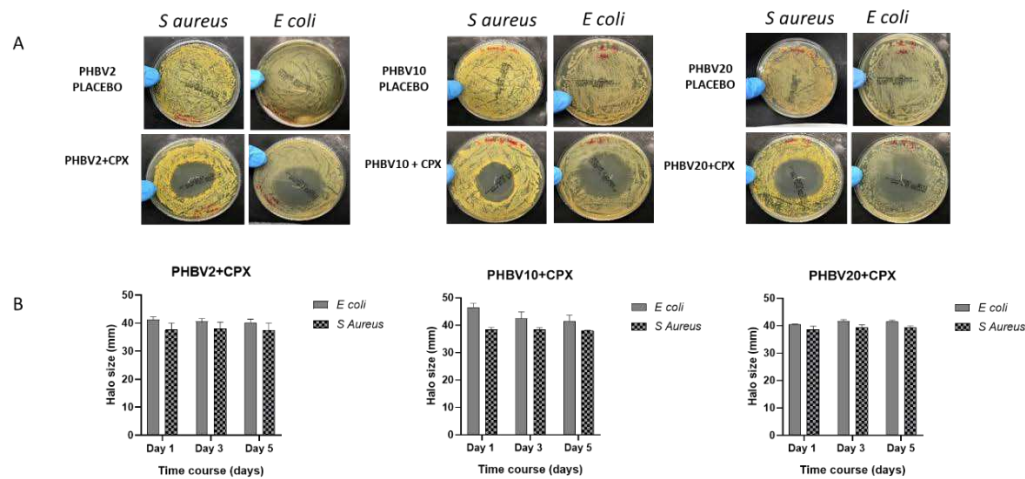 S aureus
E coli
S aureus
E coli
S aureus
E coli
A
PHBV2
PLACEBO
PHBV10
PLACEBO
PHBV20
PLACEBO
PHBV2+CPX
PHBV10 + CPX
PHBV20+CPX
B
PHBV2+CPX
Halo size (mm)
50
40
30
20
10
0
Day 1
Day 3
Day 5
Time course (days)
E coli
S Aureus
PHBV10+CPX
Halo size (mm)
50
40
30
20
10
0
Day 1
Day 3
Day 5
Time course (days)
E coli
S Aureus
PHBV20+CPX
Halo size (mm)
50
40
30
20
10
0
Day 1
Day 3
Day 5
Time course (days)
E coli
S Aureus